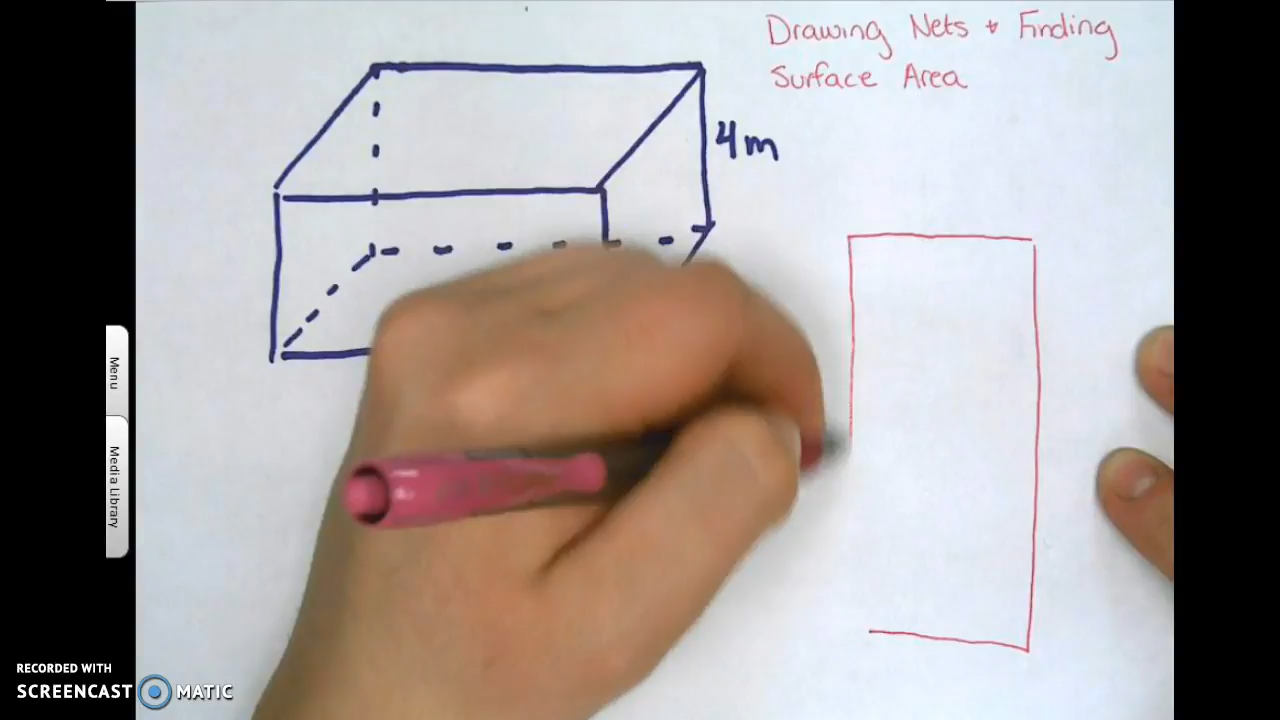 Drawing Nets + Finding
Surface Area
4m
Menu
Media Library
RECORDED WITH
SCREENCAST MATIC